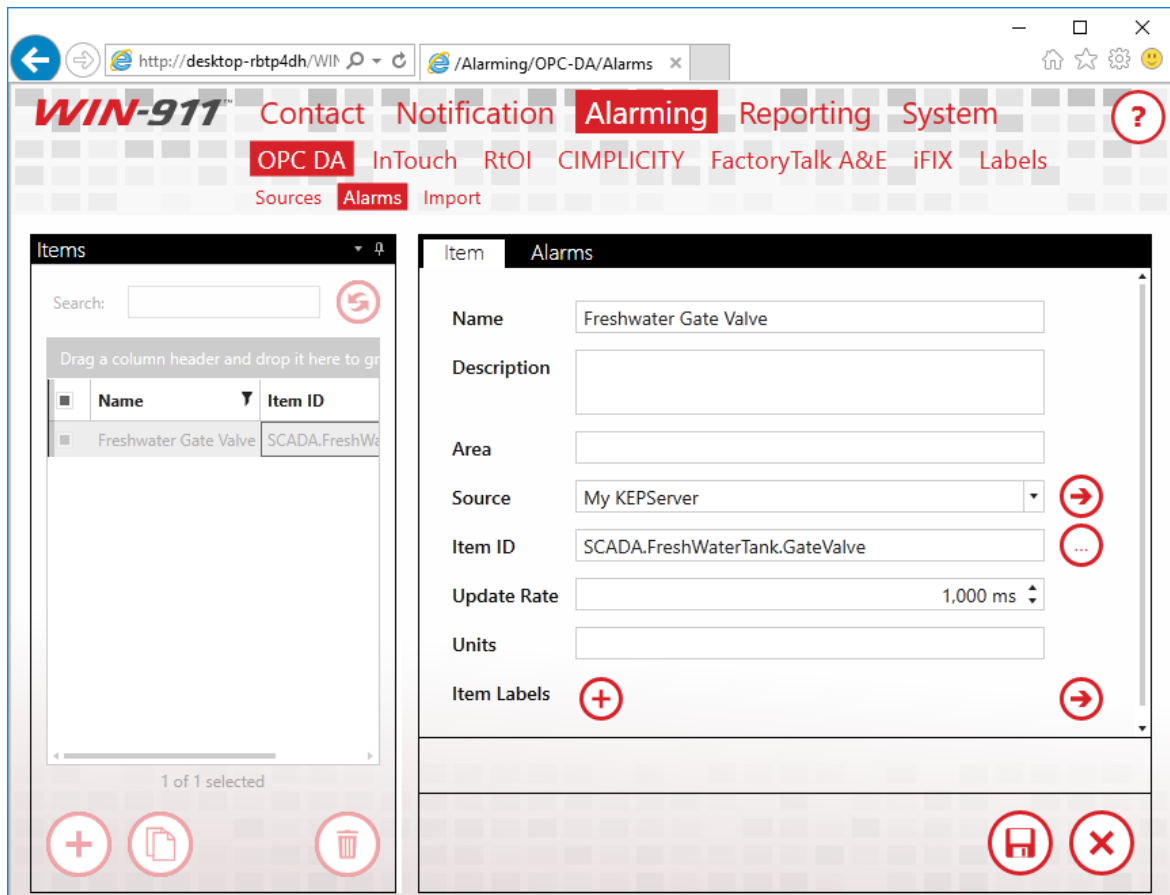 http://desktop-rbtp4dh/WIN
/Alarming/OPC-DA/Alarms
WIN-911™ Contact Notification Alarming Reporting System ?
OPC DA InTouch RtOI CIMPLICITY FactoryTalk A&E iFIX Labels
Sources Alarms Import
Items
Item Alarms
Search:
Drag a column header and drop it here to gr
Name Item ID
Freshwater Gate Valve SCADA.FreshWa
1 of 1 selected
Name Freshwater Gate Valve
Description
Area
Source My KEPServer
Item ID SCADA.FreshWaterTank.GateValve ...
Update Rate 1,000 ms
Units
Item Labels